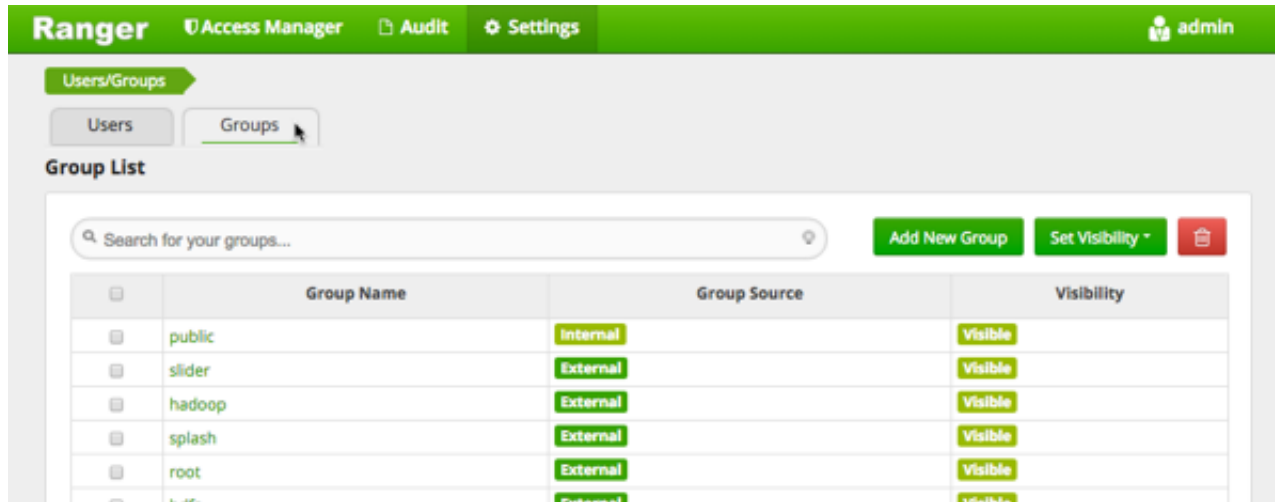 Ranger Access Manager Audit Settings admin
Users/Groups
Users Groups
Group List
Search for your groups... Add New Group Set Visibility
Group Name Group Source Visibility
public Internal Visible
slider External Visible
hadoop External Visible
splash External Visible
root External Visible
External Visible